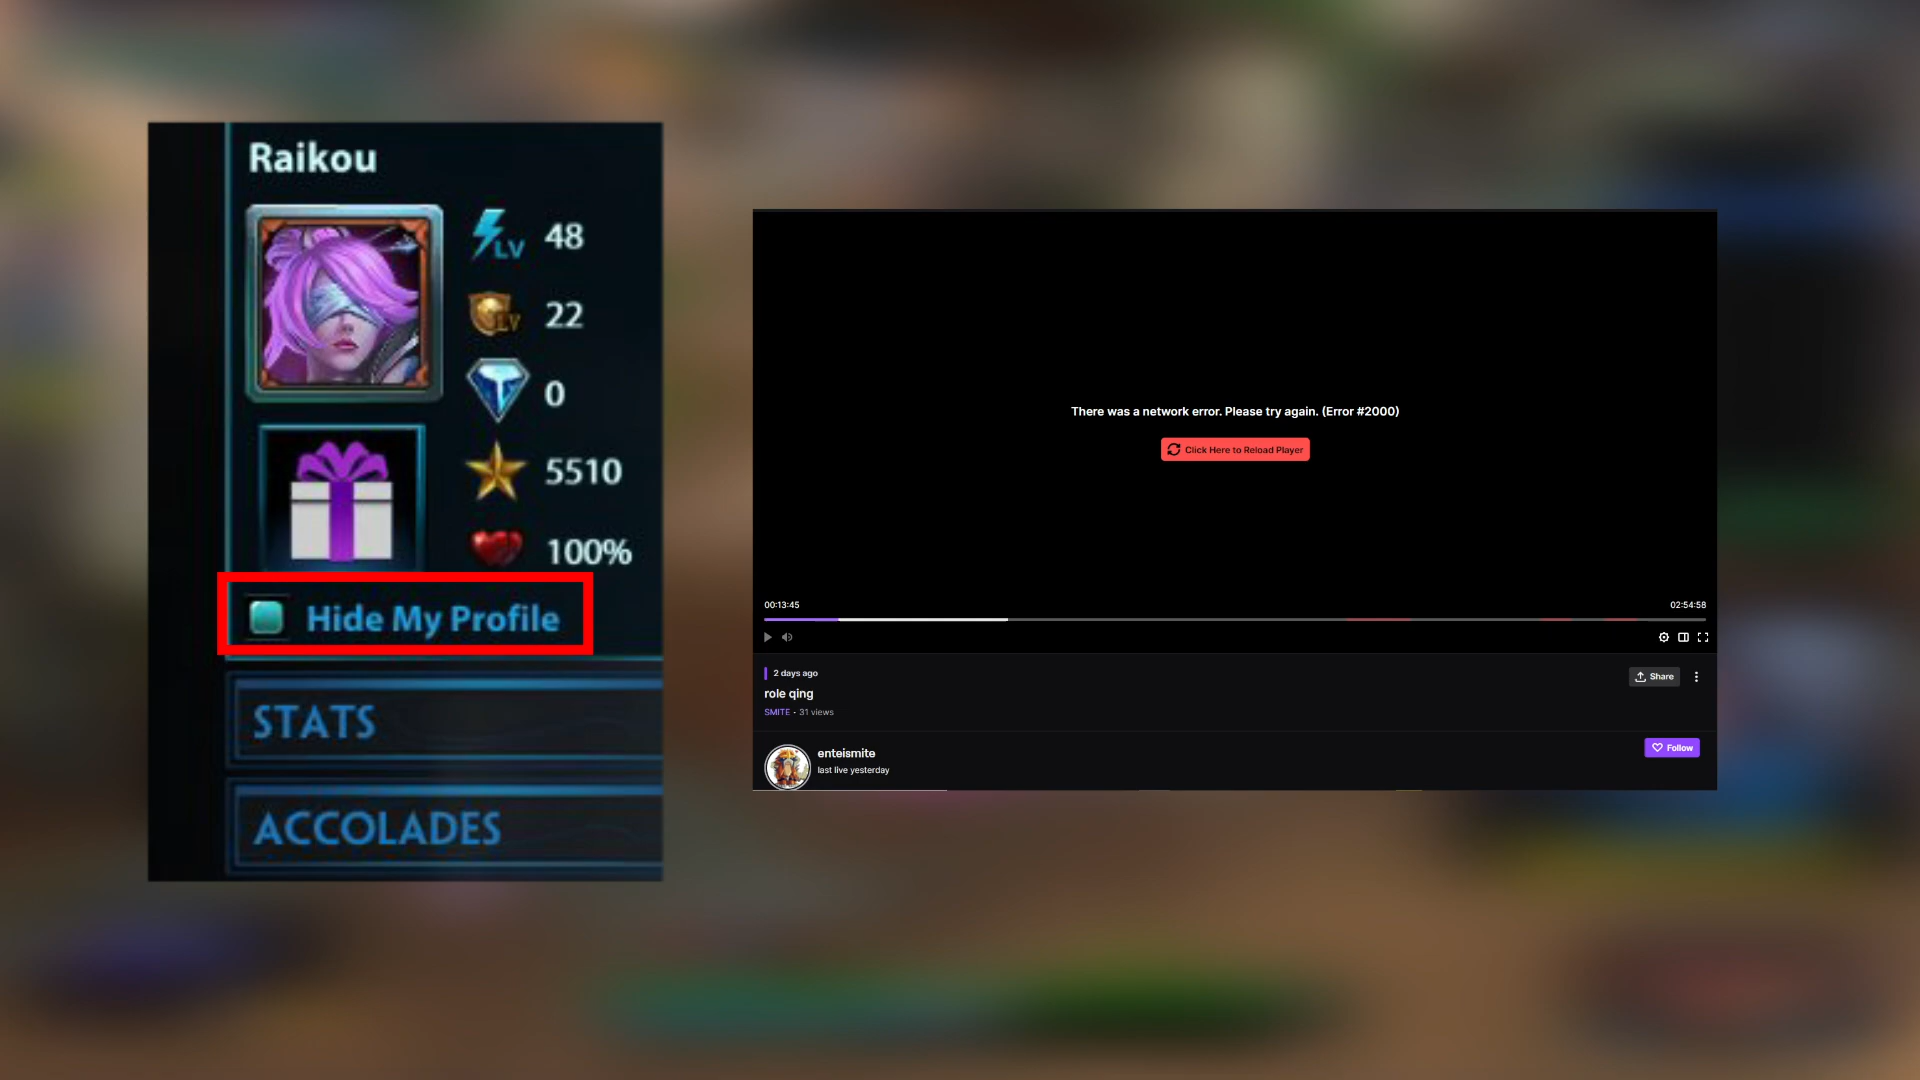 Raikou
LV 48
LV 22
0
5510
100%
Hide My Profile
STATS
ACCOLADES
There was a network error. Please try again. (Error #2000)
Click Here to Reload Player
00:13:45
02:54:58
2 days ago
Share
role qing
SMITE • 31 views
enteismite
Follow
last live yesterday